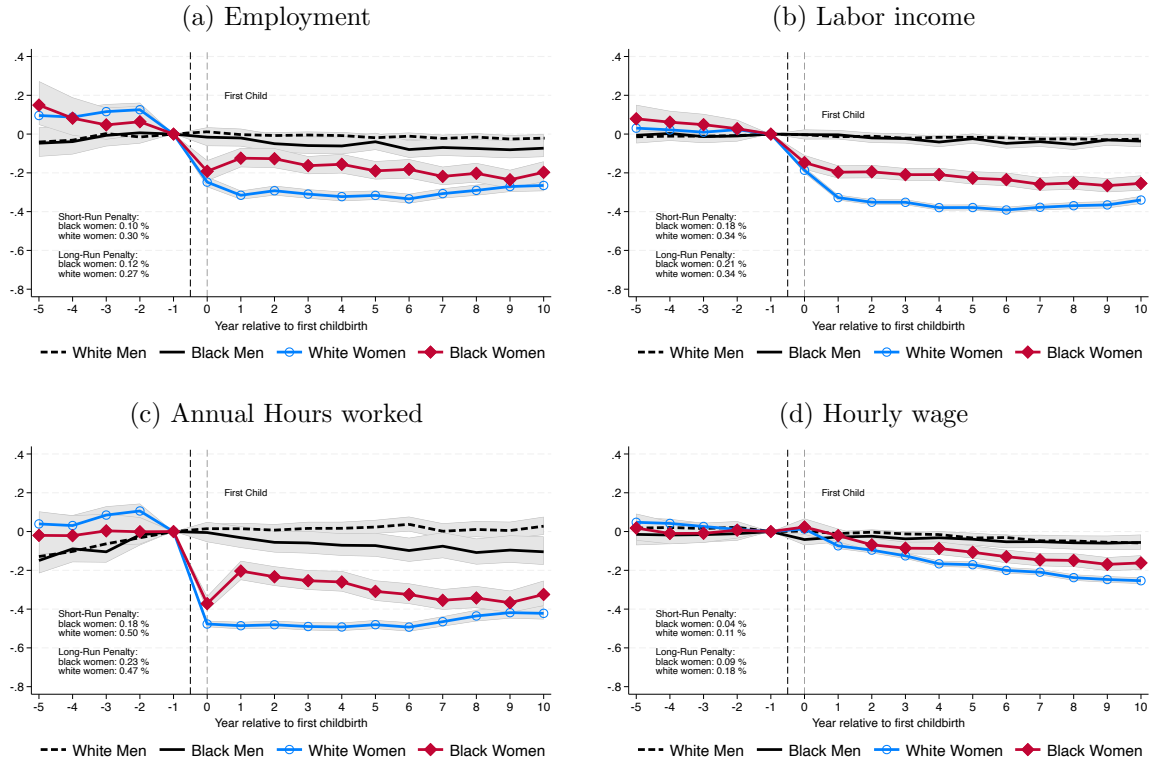 (a) Employment
.4
.2
0
-.2
-.4
-.6
-.8
First Child
Short-Run Penalty:
black women: 0.10 %
white women: 0.30 %
Long-Run Penalty:
black women: 0.12 %
white women: 0.27 %
-5 -4 -3 -2 -1 0 1 2 3 4 5 6 7 8 9 10
Year relative to first childbirth
White Men Black Men White Women Black Women
(b) Labor income
.4
.2
0
-.2
-.4
-.6
-.8
First Child
Short-Run Penalty:
black women: 0.18 %
white women: 0.34 %
Long-Run Penalty:
black women: 0.21 %
white women: 0.34 %
-5 -4 -3 -2 -1 0 1 2 3 4 5 6 7 8 9 10
Year relative to first childbirth
White Men Black Men White Women Black Women
(c) Annual Hours worked
.4
.2
0
-.2
-.4
-.6
-.8
First Child
Short-Run Penalty:
black women: 0.18 %
white women: 0.50 %
Long-Run Penalty:
black women: 0.23 %
white women: 0.47 %
-5 -4 -3 -2 -1 0 1 2 3 4 5 6 7 8 9 10
Year relative to first childbirth
White Men Black Men White Women Black Women
(d) Hourly wage
.4
.2
0
-.2
-.4
-.6
-.8
First Child
Short-Run Penalty:
black women: 0.04 %
white women: 0.11 %
Long-Run Penalty:
black women: 0.09 %
white women: 0.18 %
-5 -4 -3 -2 -1 0 1 2 3 4 5 6 7 8 9 10
Year relative to first childbirth
White Men Black Men White Women Black Women